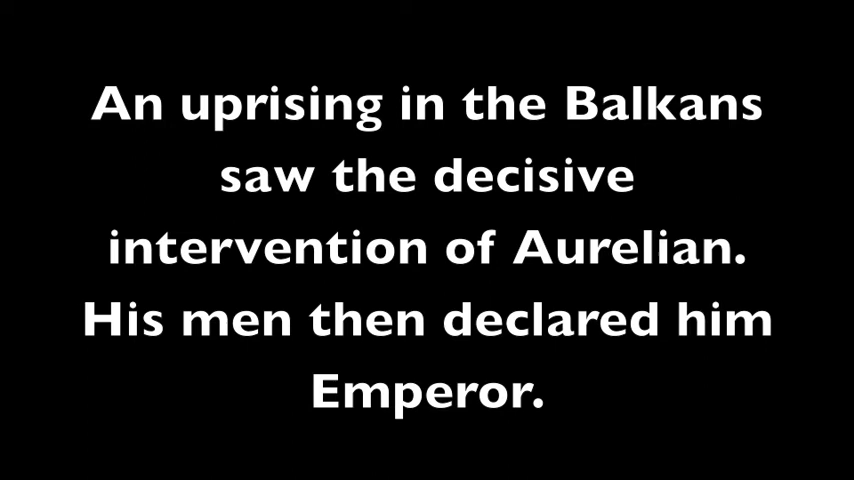 An uprising in the Balkans
saw the decisive
intervention of Aurelian.
His men then declared him
Emperor.